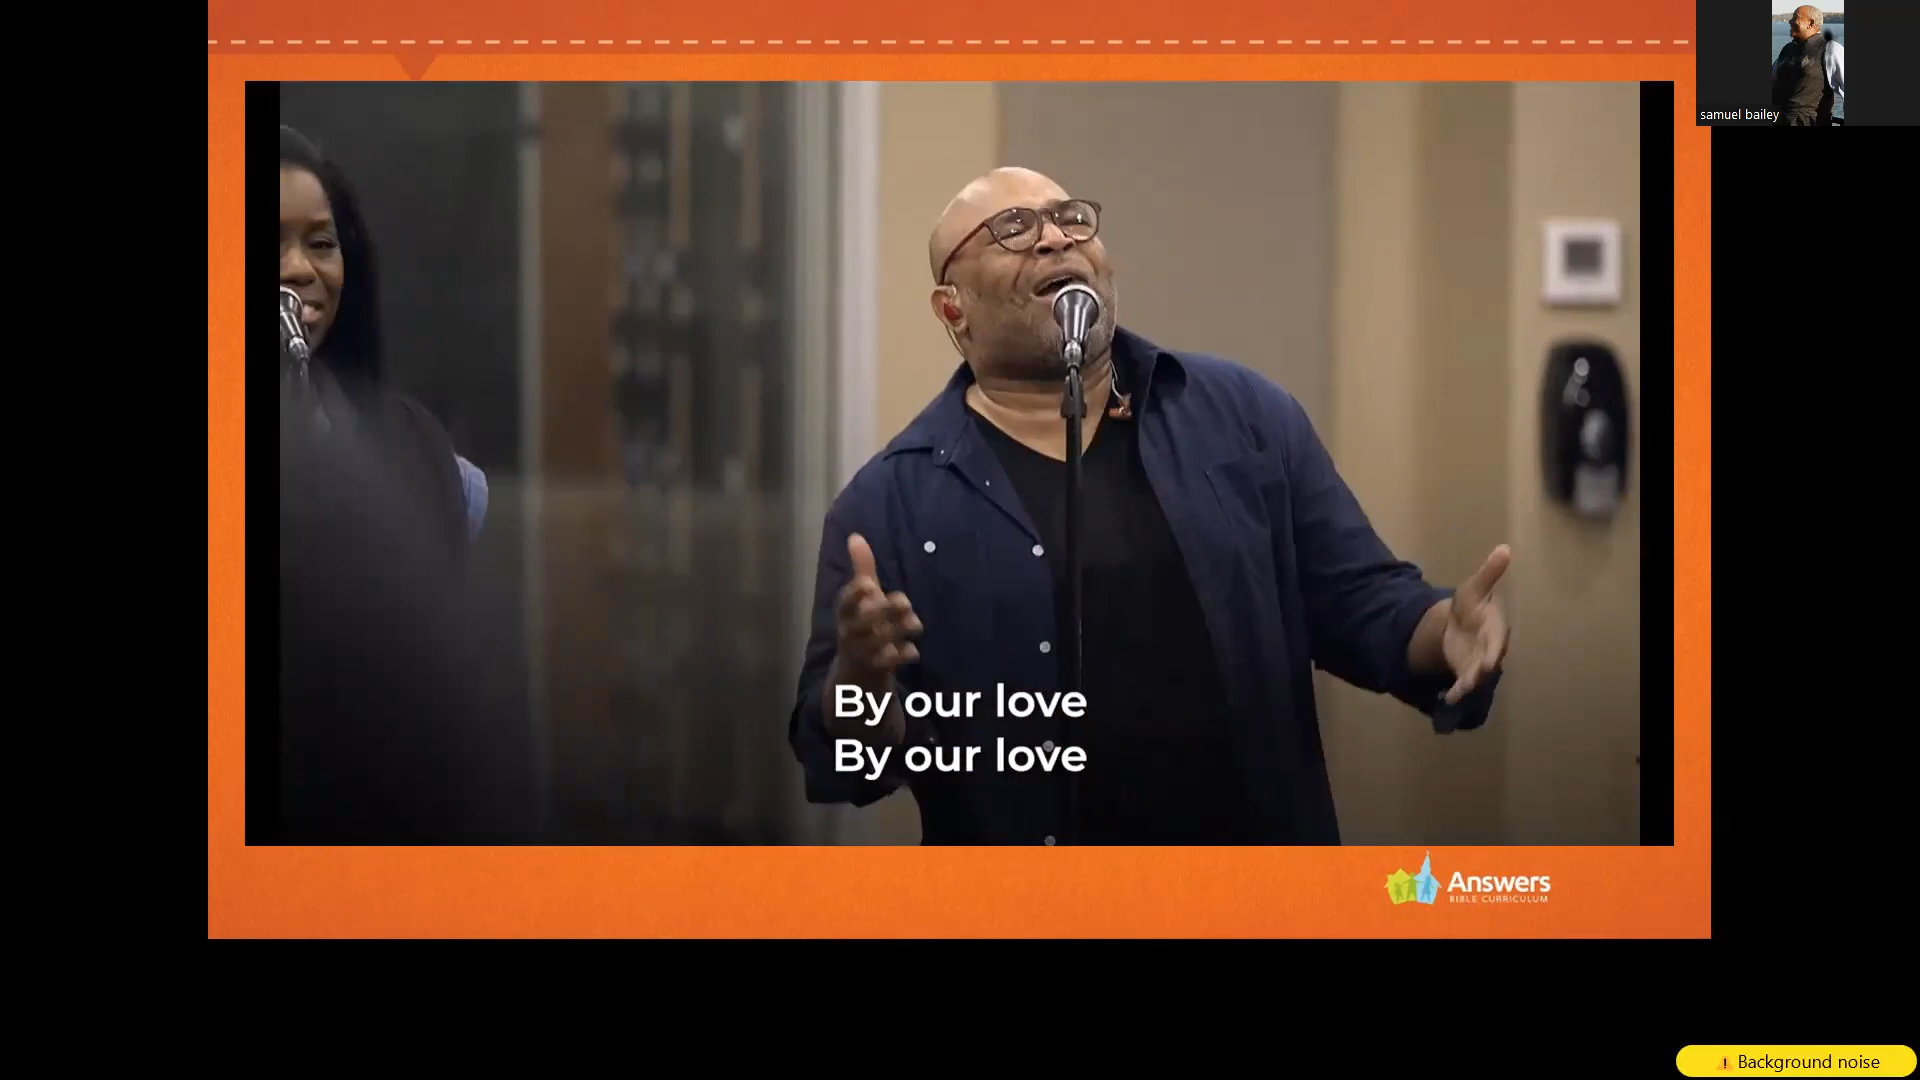 samuel bailey
By our love
By our love
Answers
BIBLE CURRICULUM
Background noise